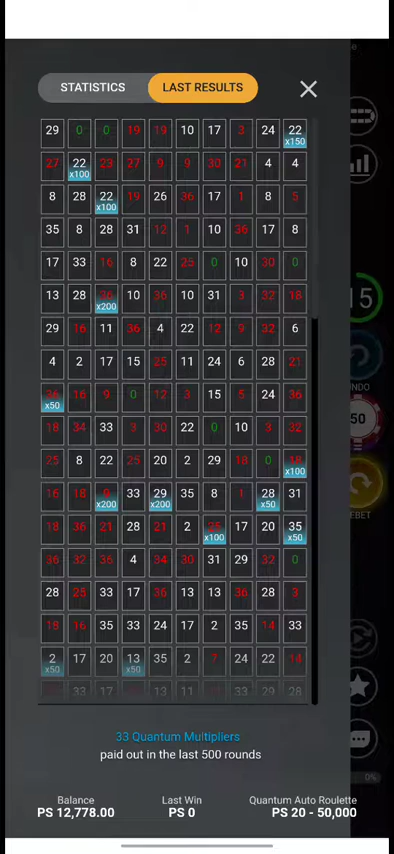 STATISTICS LAST RESULTS
29 0 0 19 19 10 17 3 24 22
x150
27 22 23 27 9 9 30 21 4 4
x100
8 28 22 19 26 36 17 1 8 5
x100
35 8 28 31 12 1 10 36 17 8
17 33 16 8 22 25 0 10 30 0
13 28 36 10 36 10 31 3 32 18
x200
29 16 11 36 4 22 12 9 32 6
4 2 17 15 25 11 24 6 28 21
36 16 9 0 12 3 15 5 24 36
x50
18 34 33 3 30 22 0 10 3 32
25 8 22 25 20 2 29 18 0 18
x100
16 18 9 33 29 35 8 1 28 31
x200 x200 x50
18 36 21 28 21 2 25 17 20 35
x100 x50
36 32 36 4 34 30 31 29 32 0
28 25 33 17 36 13 13 36 28 3
19 16 35 33 24 17 2 35 14 33
2 17 20 13 35 2 7 24 22 14
x50 x50
33 17 13 11 33 29 28
15
NDO
50
EBET
0%
33 Quantum Multipliers
paid out in the last 500 rounds
Balance Last Win Quantum Auto Roulette
PS 12,778.00 PS 0 PS 20 - 50,000